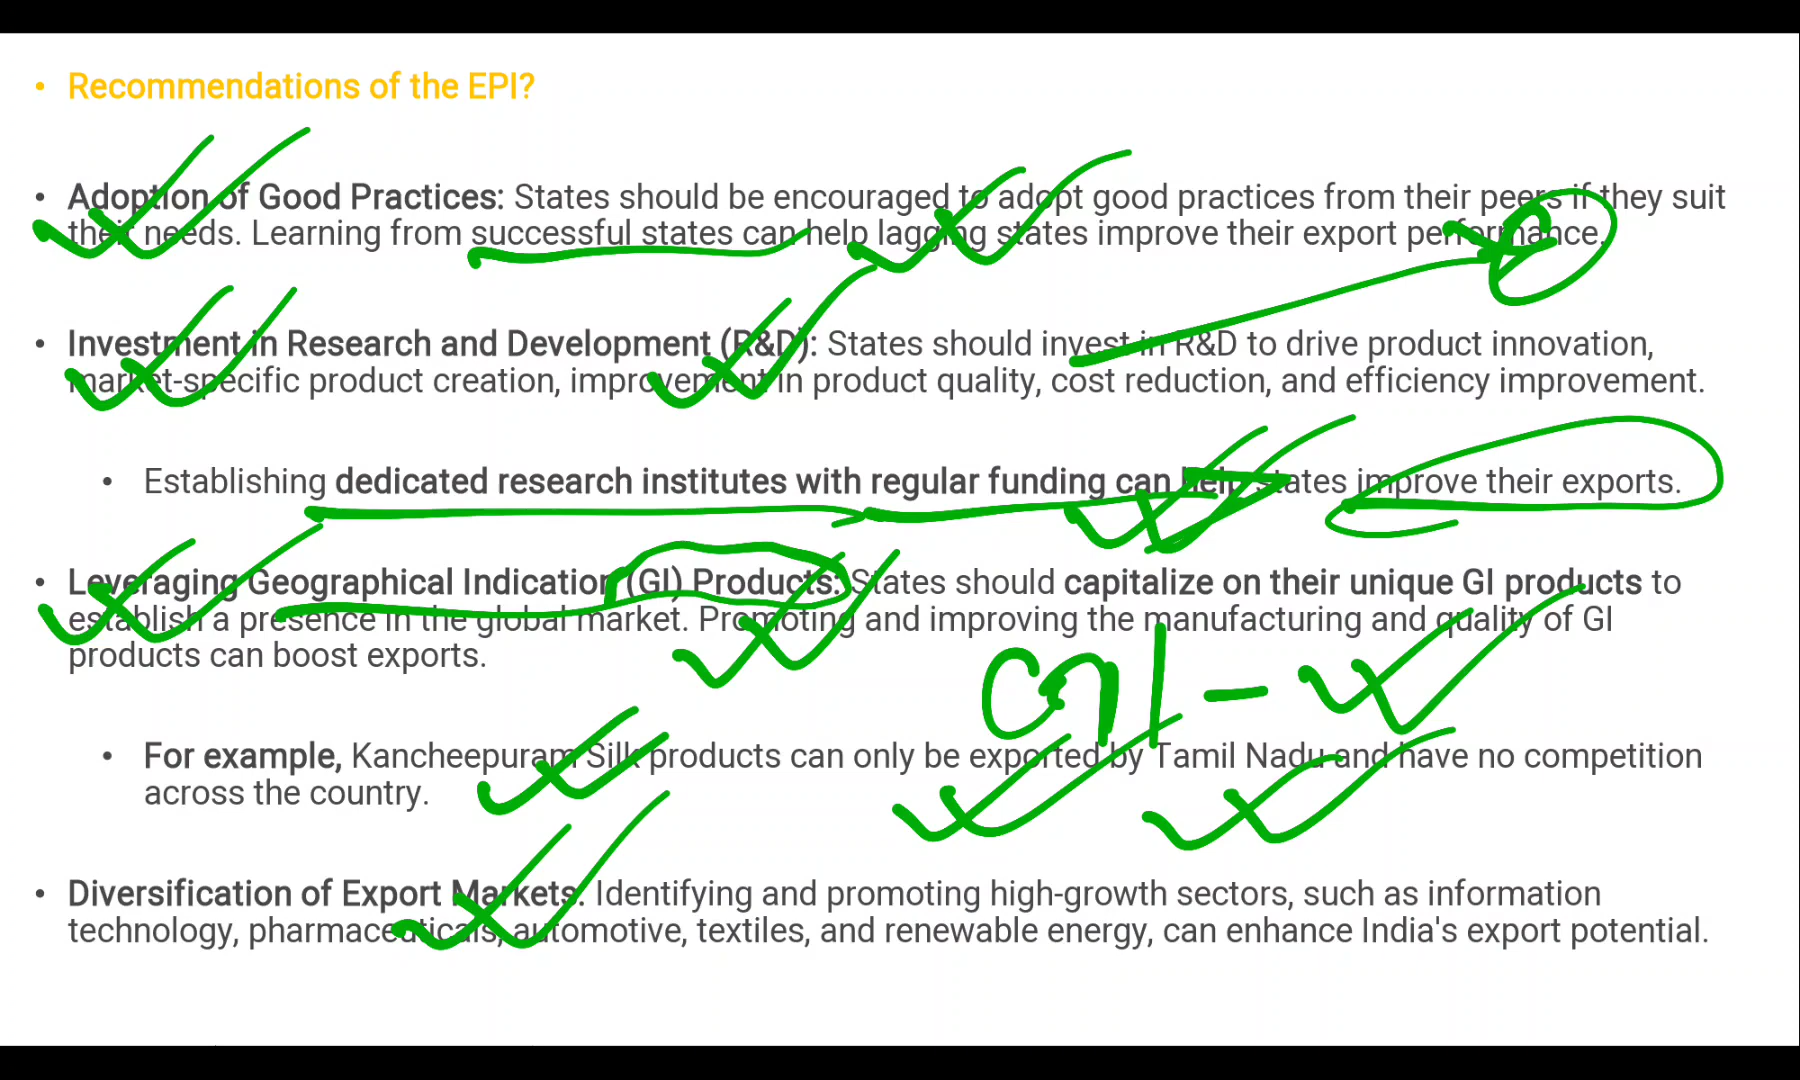 • Recommendations of the EPI?
• Adoption of Good Practices: States should be encouraged to adopt good practices from their peers if they suit
their needs. Learning from successful states can help lagging states improve their export performance.
• Investment in Research and Development (R&D): States should invest in R&D to drive product innovation,
market-specific product creation, improvement in product quality, cost reduction, and efficiency improvement.
• Establishing dedicated research institutes with regular funding can help states improve their exports.
• Leveraging Geographical Indication (GI) Products: States should capitalize on their unique GI products to
establish a presence in the global market. Promoting and improving the manufacturing and quality of GI
products can boost exports.
GI -
• For example, Kancheepuram Silk products can only be exported by Tamil Nadu and have no competition
across the country.
• Diversification of Export Markets: Identifying and promoting high-growth sectors, such as information
technology, pharmaceuticals, automotive, textiles, and renewable energy, can enhance India's export potential.